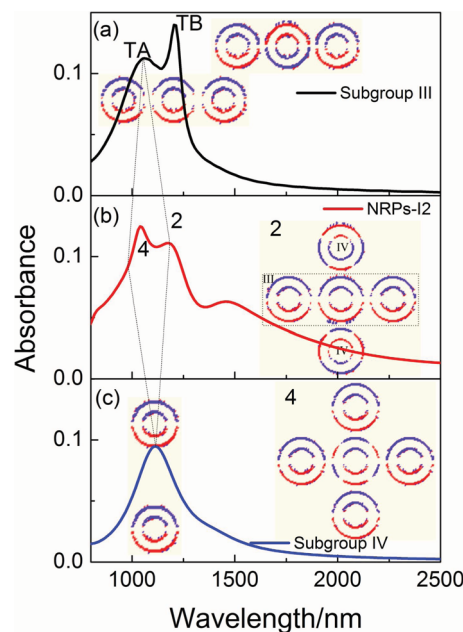 (a)
TA
TB
0.1
Subgroup III
0.0
(b)
NRPs-I2
2
2
4
IV
0.1
III
IV
0.0
(c)
4
0.1
Subgroup IV
0.0
1000 1500 2000 2500
Wavelength/nm
Absorbance